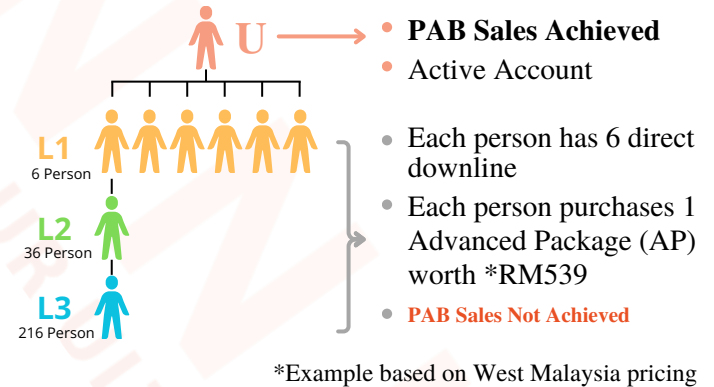 U
PAB Sales Achieved
Active Account
L1
6 Person
Each person has 6 direct
downline
L2
36 Person
Each person purchases 1
Advanced Package (AP)
worth *RM539
L3
216 Person
PAB Sales Not Achieved
*Example based on West Malaysia pricing